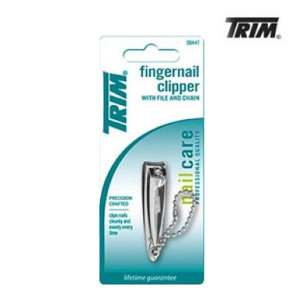 TRIM®
09447
fingernail
clipper
WITH FILE AND CHAIN
TRIM
nail care
PROFESSIONAL QUALITY
PRECISION
CRAFTED
clips nails
cleanly and
evenly every
time
lifetime guarantee